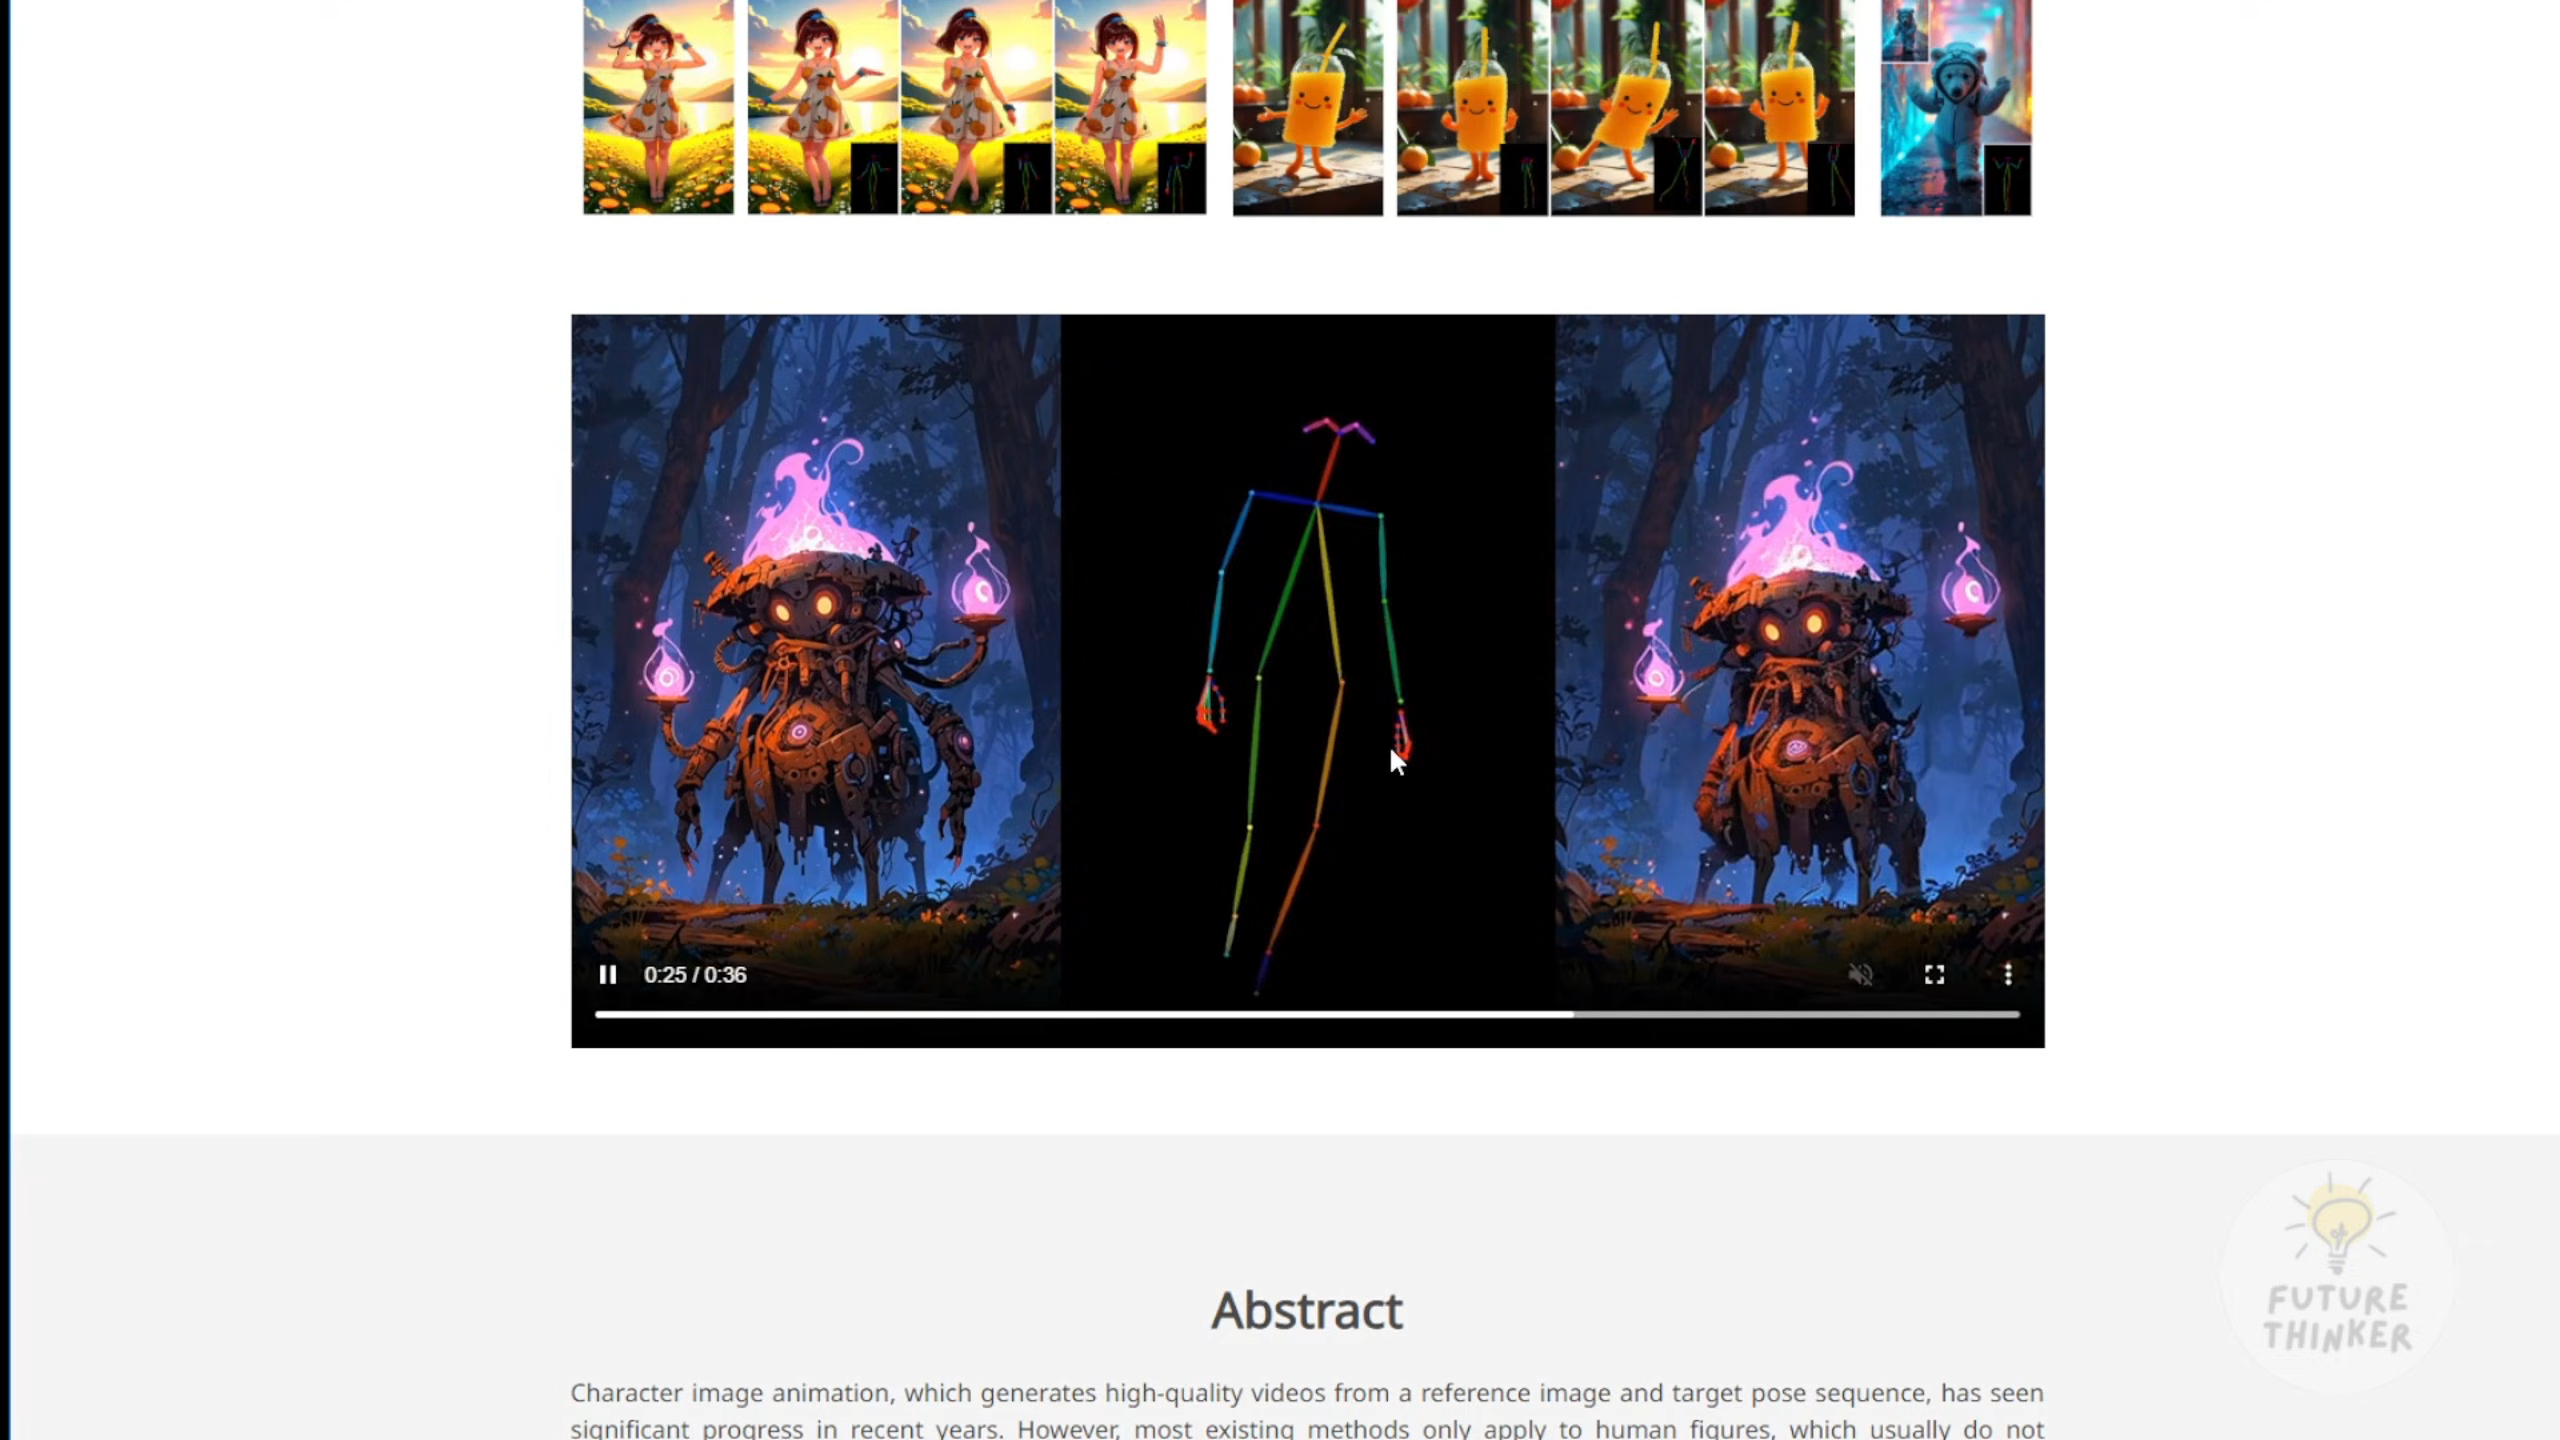 0:25 / 0:36
Abstract
FUTURE
THINKER
Character image animation, which generates high-quality videos from a reference image and target pose sequence, has seen
significant progress in recent years. However, most existing methods only apply to human figures, which usually do not